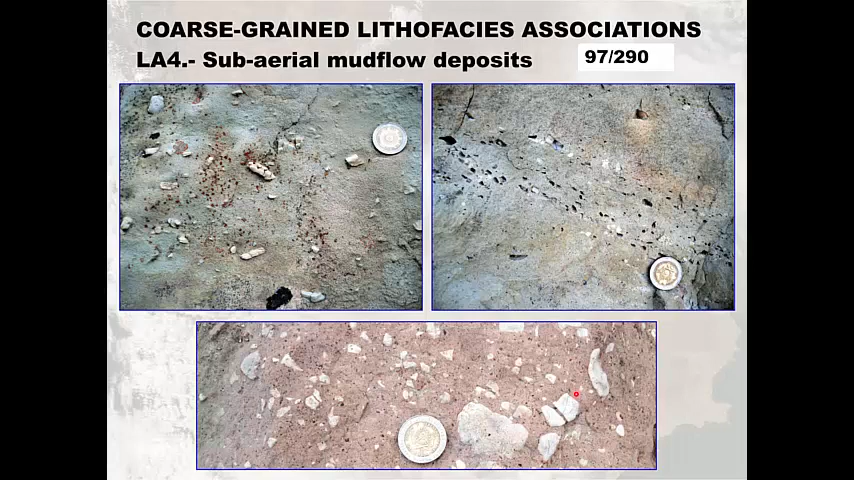 COARSE-GRAINED LITHOFACIES ASSOCIATIONS
LA4.- Sub-aerial mudflow deposits
97/290